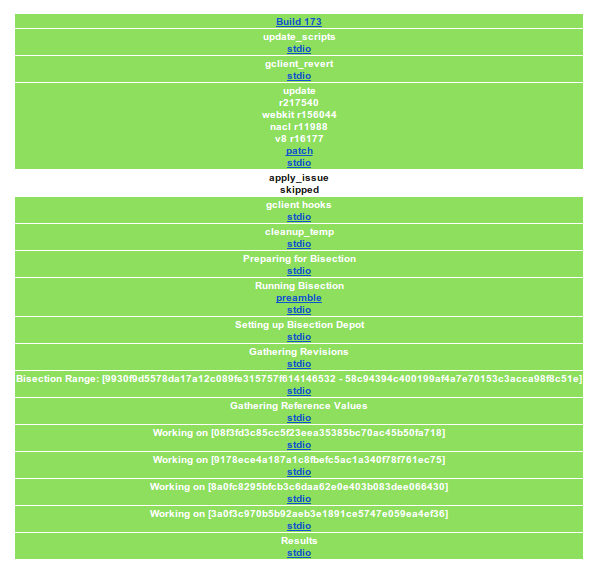 Build 173
update_scripts
stdio
gclient_revert
stdio
update
r217540
webkit r156044
nacl r11988
v8 r16177
patch
stdio
apply_issue
skipped
gclient hooks
stdio
cleanup_temp
stdio
Preparing for Bisection
stdio
Running Bisection
preamble
stdio
Setting up Bisection Depot
stdio
Gathering Revisions
stdio
Bisection Range: [9930f9d5578da17a12c089fe315757f614146532 - 58c94394c400199af4a7e70153c3acca98f8c51e]
stdio
Gathering Reference Values
stdio
Working on [08f3fd3c85cc5f23eea35385bc70ac45b50fa718]
stdio
Working on [9178ece4a187a1c8fbefc5ac1a340f78f761ec75]
stdio
Working on [8a0fc8295bfcb3c6daa62e0e403b083dee066430]
stdio
Working on [3a0f3c970b5b92aeb3e1891ce5747e059ea4ef36]
stdio
Results
stdio